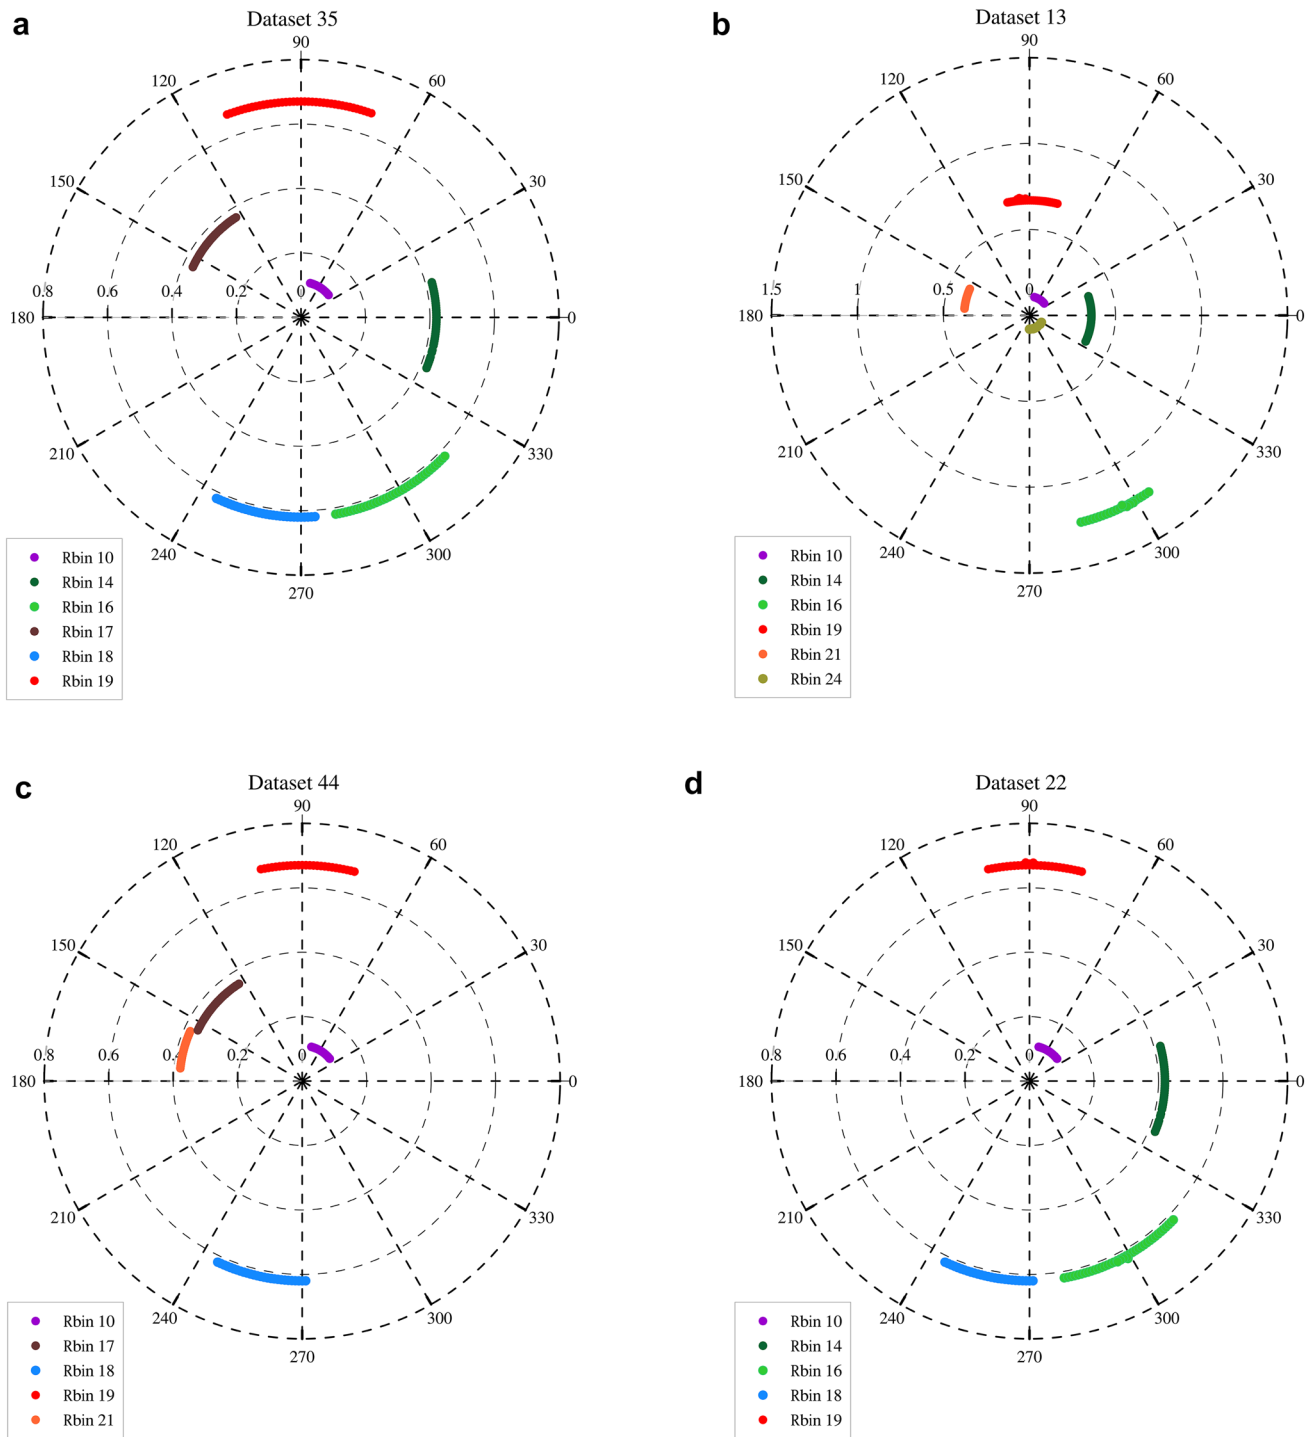 a
Dataset 35
90
120 60
150 30
0.8 0.6 0.4 0.2 0
180 0
210 330
240 300
270
Rbin 10
Rbin 14
Rbin 16
Rbin 17
Rbin 18
Rbin 19
b
Dataset 13
90
120 60
150 30
1.5 1 0.5 0
180 0
210 330
240 300
270
Rbin 10
Rbin 14
Rbin 16
Rbin 19
Rbin 21
Rbin 24
c
Dataset 44
90
120 60
150 30
0.8 0.6 0.4 0.2 0
180 0
210 330
240 300
270
Rbin 10
Rbin 17
Rbin 18
Rbin 19
Rbin 21
d
Dataset 22
90
120 60
150 30
0.8 0.6 0.4 0.2 0
180 0
210 330
240 300
270
Rbin 10
Rbin 14
Rbin 16
Rbin 18
Rbin 19